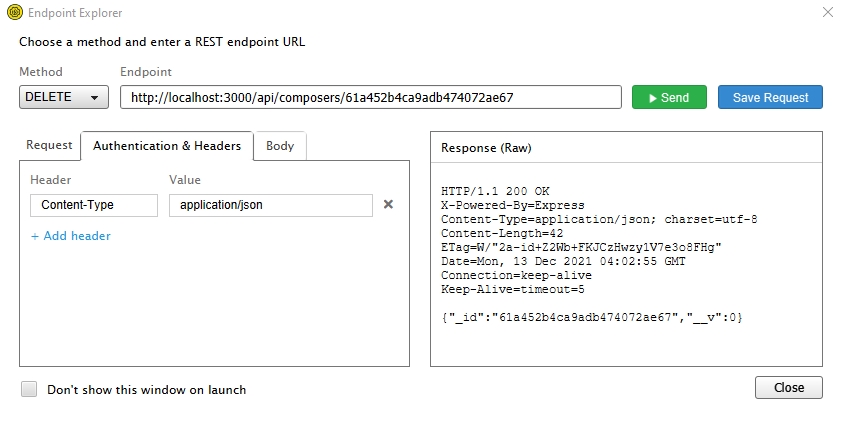 Endpoint Explorer
Choose a method and enter a REST endpoint URL
Method Endpoint
DELETE http://localhost:3000/api/composers/61a452b4ca9adb474072ae67 Send Save Request
Request Authentication & Headers Body
Header Value
Content-Type application/json
+ Add header
Response (Raw)
HTTP/1.1 200 OK
X-Powered-By=Express
Content-Type=application/json; charset=utf-8
Content-Length=42
ETag=W/"2a-id+Z2Wb+FKJCzHwzy1V7e3o8FHg"
Date=Mon, 13 Dec 2021 04:02:55 GMT
Connection=keep-alive
Keep-Alive=timeout=5
{"_id":"61a452b4ca9adb474072ae67","__v":0}
Don't show this window on launch
Close